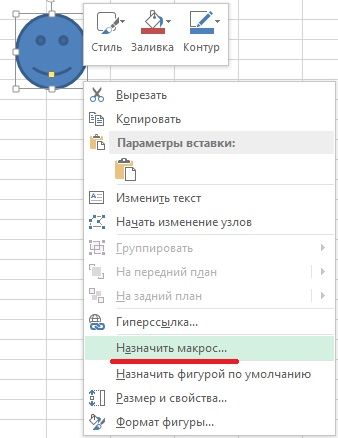 Стиль Заливка Контур
Вырезать
Копировать
Параметры вставки:
Изменить текст
Начать изменение узлов
Группировать
На передний план
На задний план
Гиперссылка...
Назначить макрос...
Назначить фигурой по умолчанию
Размер и свойства...
Формат фигуры...